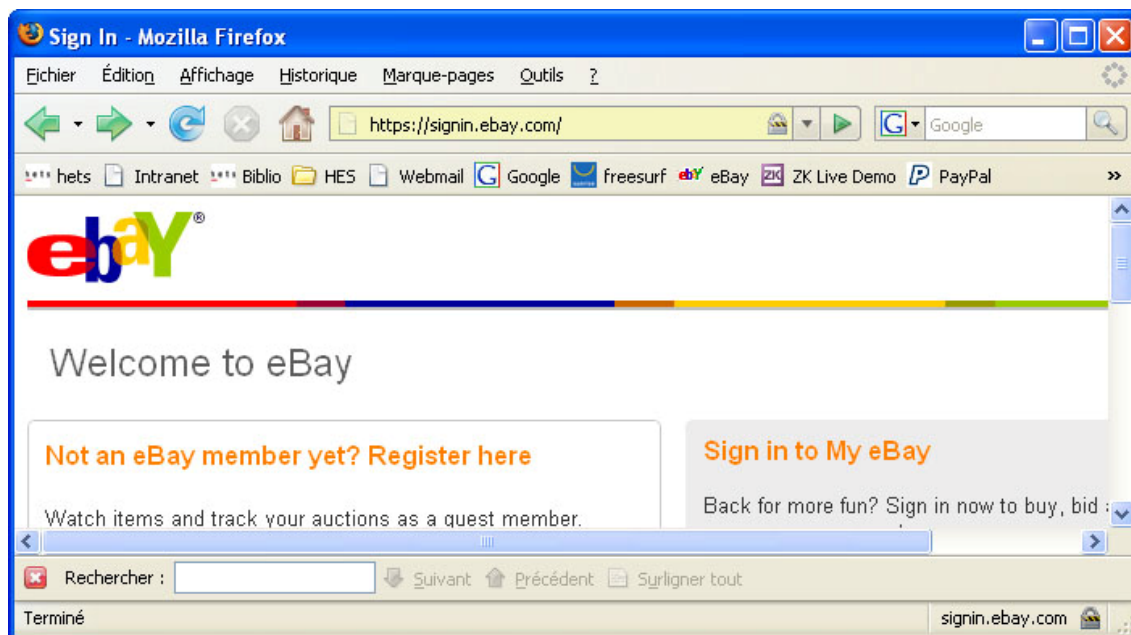 Sign In - Mozilla Firefox
Fichier Édition Affichage Historique Marque-pages Outils ?
https://signin.ebay.com/ G Google
hets Intranet Biblio HES Webmail G Google freesurf ebY eBay ZK ZK Live Demo P PayPal »
ebaY®
Welcome to eBay
Not an eBay member yet? Register here
Watch items and track your auctions as a guest member.
Sign in to My eBay
Back for more fun? Sign in now to buy, bid
Rechercher : Suivant Précédent Surligner tout
Terminé signin.ebay.com